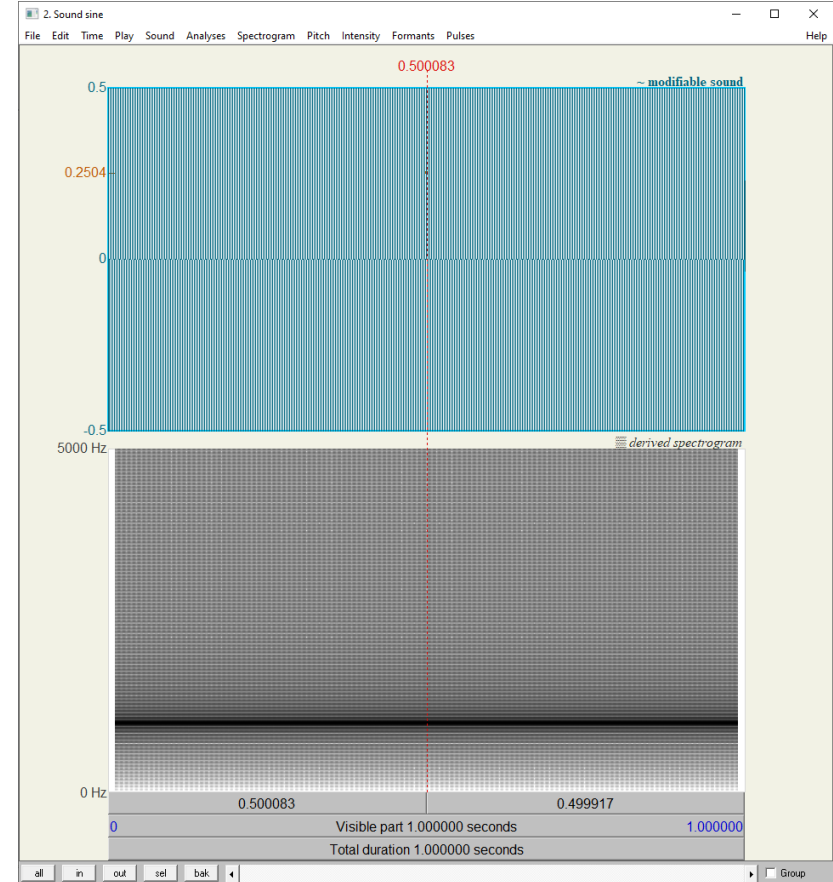 2. Sound sine
File Edit Time Play Sound Analyses Spectrogram Pitch Intensity Formants Pulses Help
0.500083
~ modifiable sound
0.5
0.2504
0
-0.5
derived spectrogram
5000 Hz
0 Hz
0.500083 0.499917
0 Visible part 1.000000 seconds 1.000000
Total duration 1.000000 seconds
all in out sel bak Group